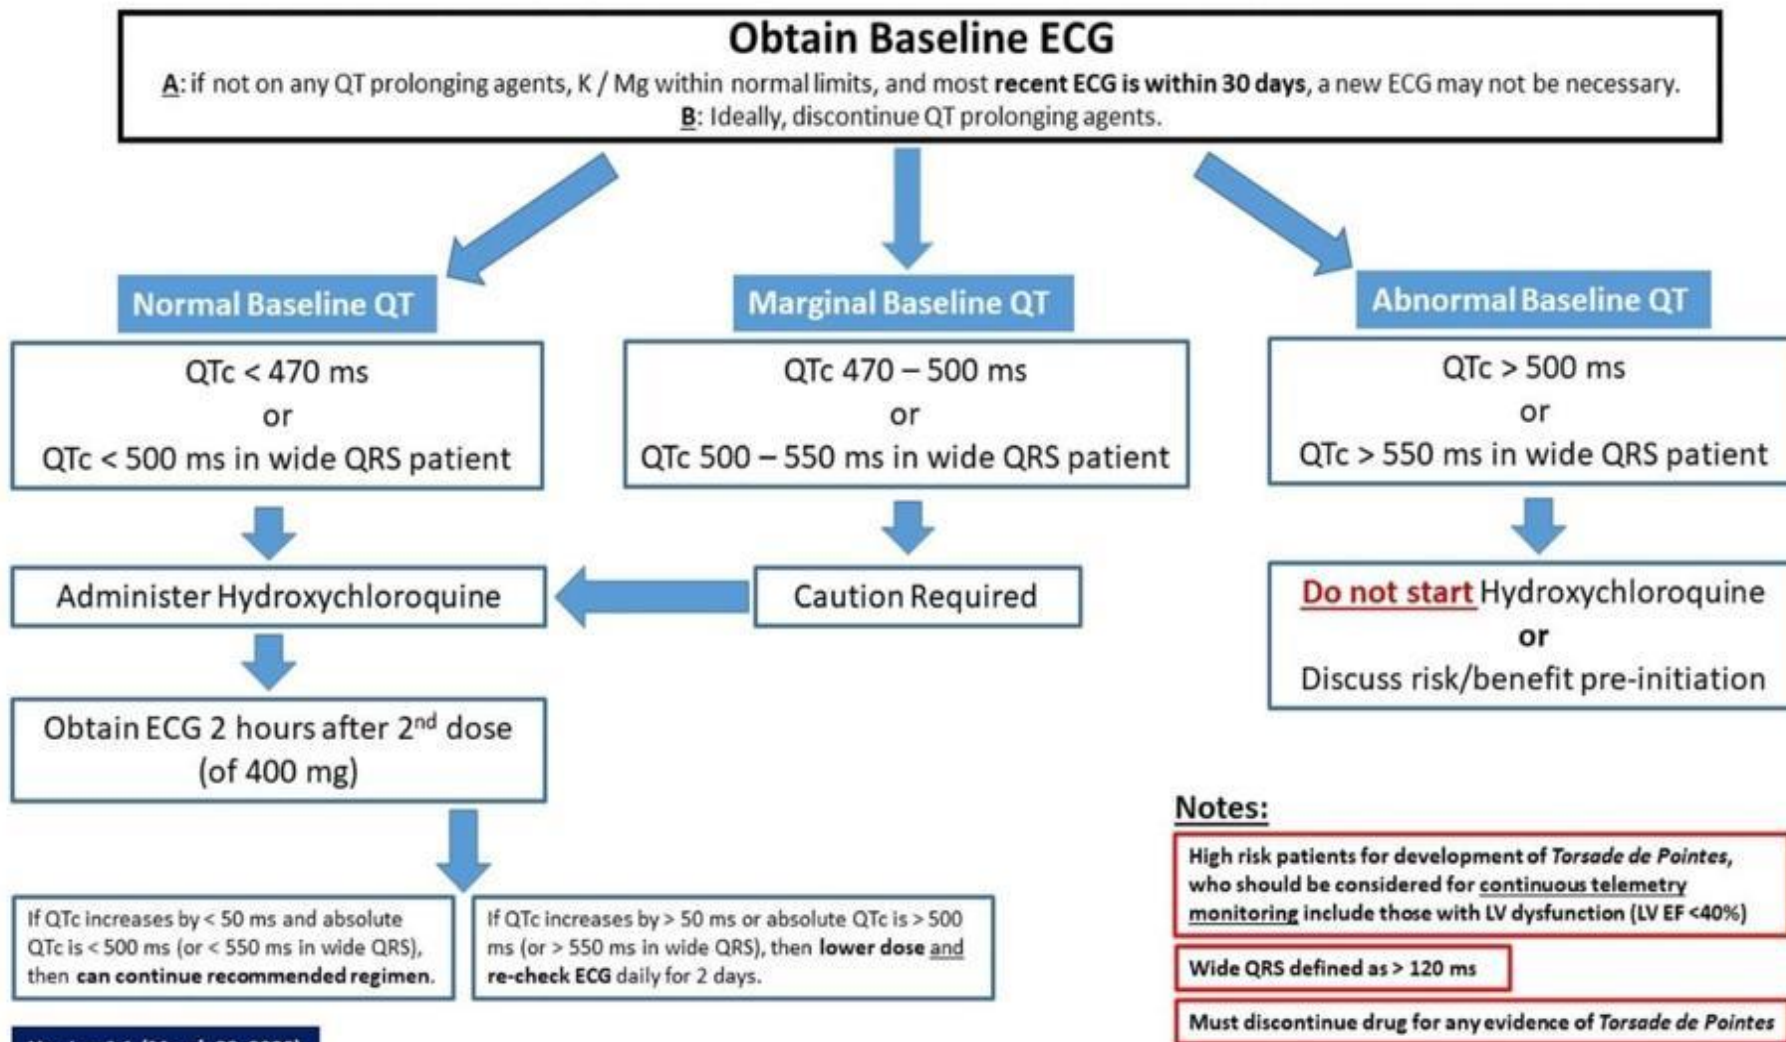 Obtain Baseline ECG
A: if not on any QT prolonging agents, K / Mg within normal limits, and most recent ECG is within 30 days, a new ECG may not be necessary.
B: Ideally, discontinue QT prolonging agents.
Normal Baseline QT
QTc < 470 ms
or
QTc < 500 ms in wide QRS patient
Administer Hydroxychloroquine
Obtain ECG 2 hours after 2nd dose
(of 400 mg)
If QTc increases by < 50 ms and absolute
QTc is < 500 ms (or < 550 ms in wide QRS),
then can continue recommended regimen.
If QTc increases by > 50 ms or absolute QTc is > 500
ms (or > 550 ms in wide QRS), then lower dose and
re-check ECG daily for 2 days.
Marginal Baseline QT
QTc 470 – 500 ms
or
QTc 500 – 550 ms in wide QRS patient
Caution Required
Abnormal Baseline QT
QTc > 500 ms
or
QTc > 550 ms in wide QRS patient
Do not start Hydroxychloroquine
or
Discuss risk/benefit pre-initiation
Notes:
High risk patients for development of Torsade de Pointes,
who should be considered for continuous telemetry
monitoring include those with LV dysfunction (LV EF <40%)
Wide QRS defined as > 120 ms
Must discontinue drug for any evidence of Torsade de Pointes